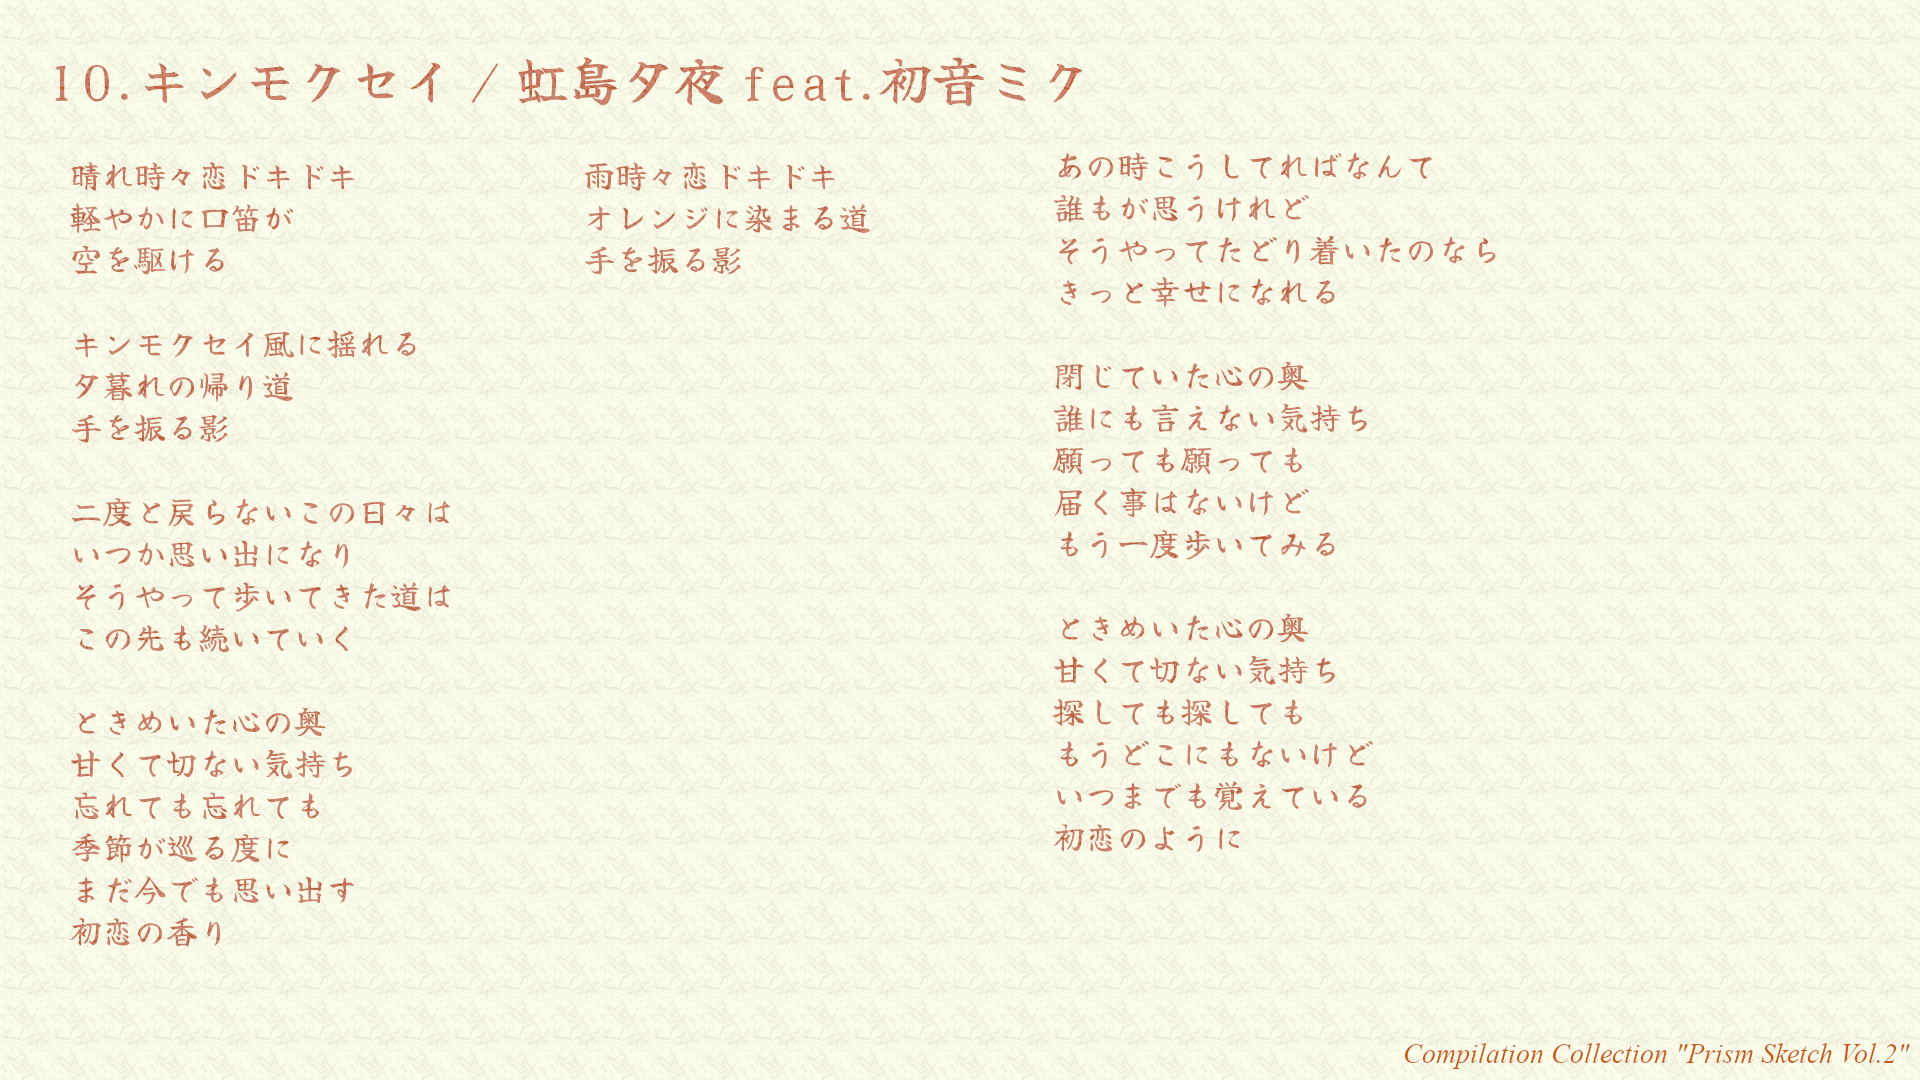 10.キンモクセイ / 虹島夕夜 feat.初音ミク
晴れ時々恋ドキドキ
軽やかに口笛が
空を駆ける
キンモクセイ風に揺れる
夕暮れの帰り道
手を振る影
二度と戻らないこの日々は
いつか思い出になり
そうやって歩いてきた道は
この先も続いていく
ときめいた心の奥
甘くて切ない気持ち
忘れても忘れても
季節が巡る度に
まだ今でも思い出す
初恋の香り
雨時々恋ドキドキ
オレンジに染まる道
手を振る影
あの時こうしてればなんて
誰もが思うけれど
そうやってたどり着いたのなら
きっと幸せになれる
閉じていた心の奥
誰にも言えない気持ち
願っても願っても
届く事はないけど
もう一度歩いてみる
ときめいた心の奥
甘くて切ない気持ち
探しても探しても
もうどこにもないけど
いつまでも覚えている
初恋のように
Compilation Collection "Prism Sketch Vol.2"